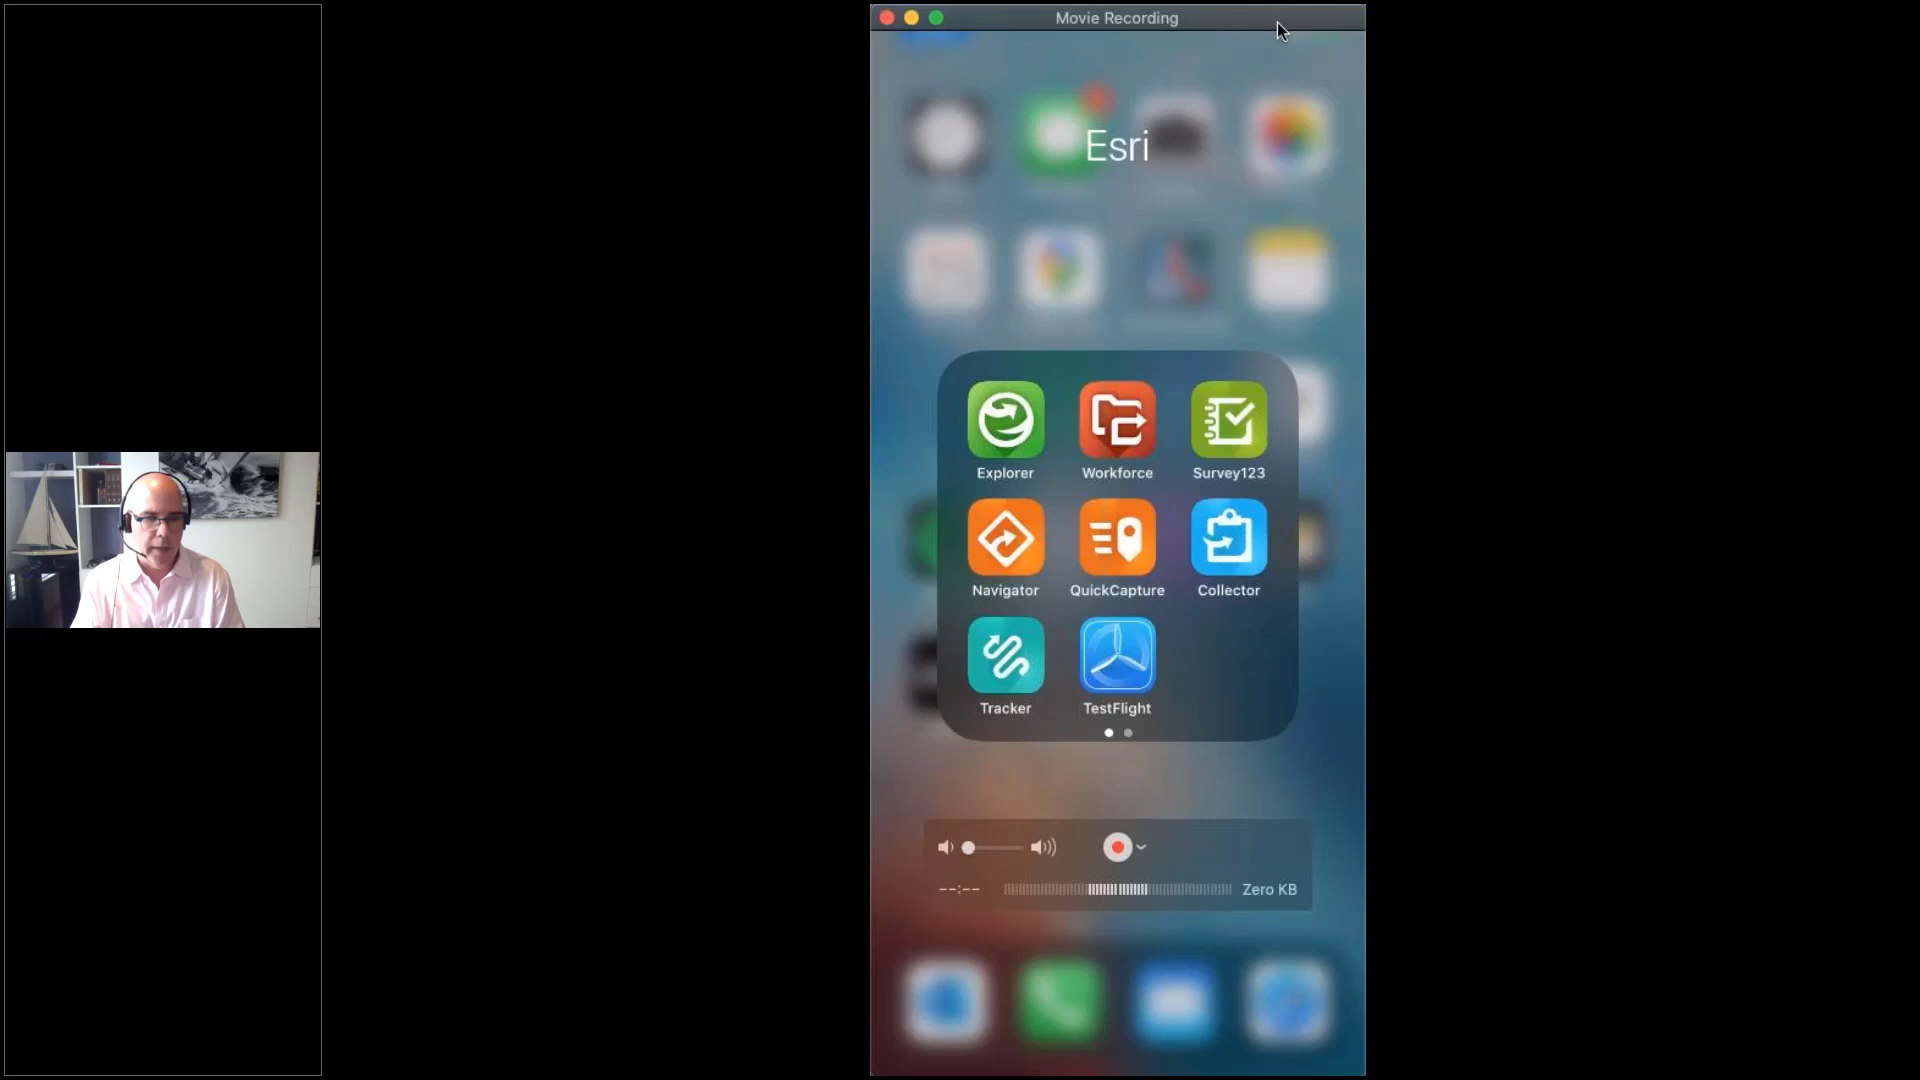 Movie Recording
Esri
Explorer Workforce Survey123
Navigator QuickCapture Collector
Tracker TestFlight
--:-- Zero KB